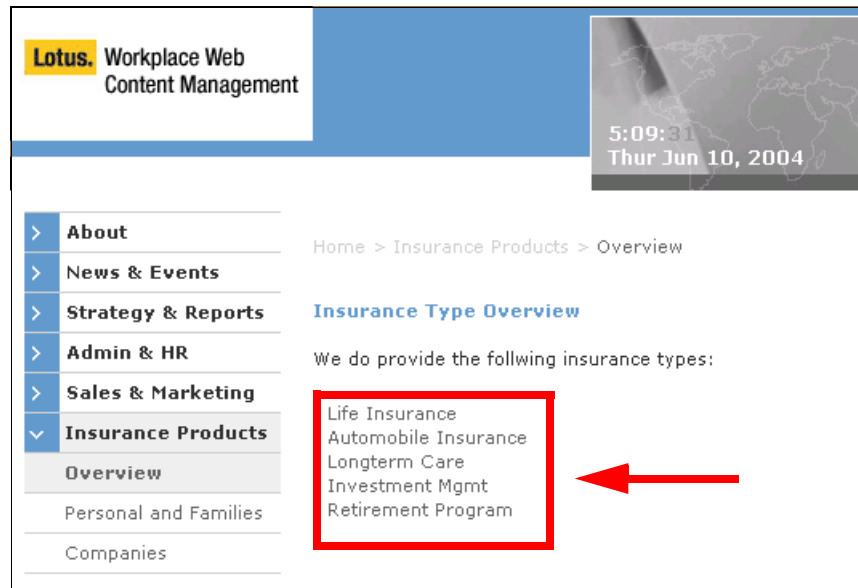 Lotus. Workplace Web
Content Management
5:09:31
Thur Jun 10, 2004
About
News & Events
Strategy & Reports
Admin & HR
Sales & Marketing
Insurance Products
Overview
Personal and Families
Companies
Home > Insurance Products > Overview
Insurance Type Overview
We do provide the follwing insurance types:
Life Insurance
Automobile Insurance
Longterm Care
Investment Mgmt
Retirement Program